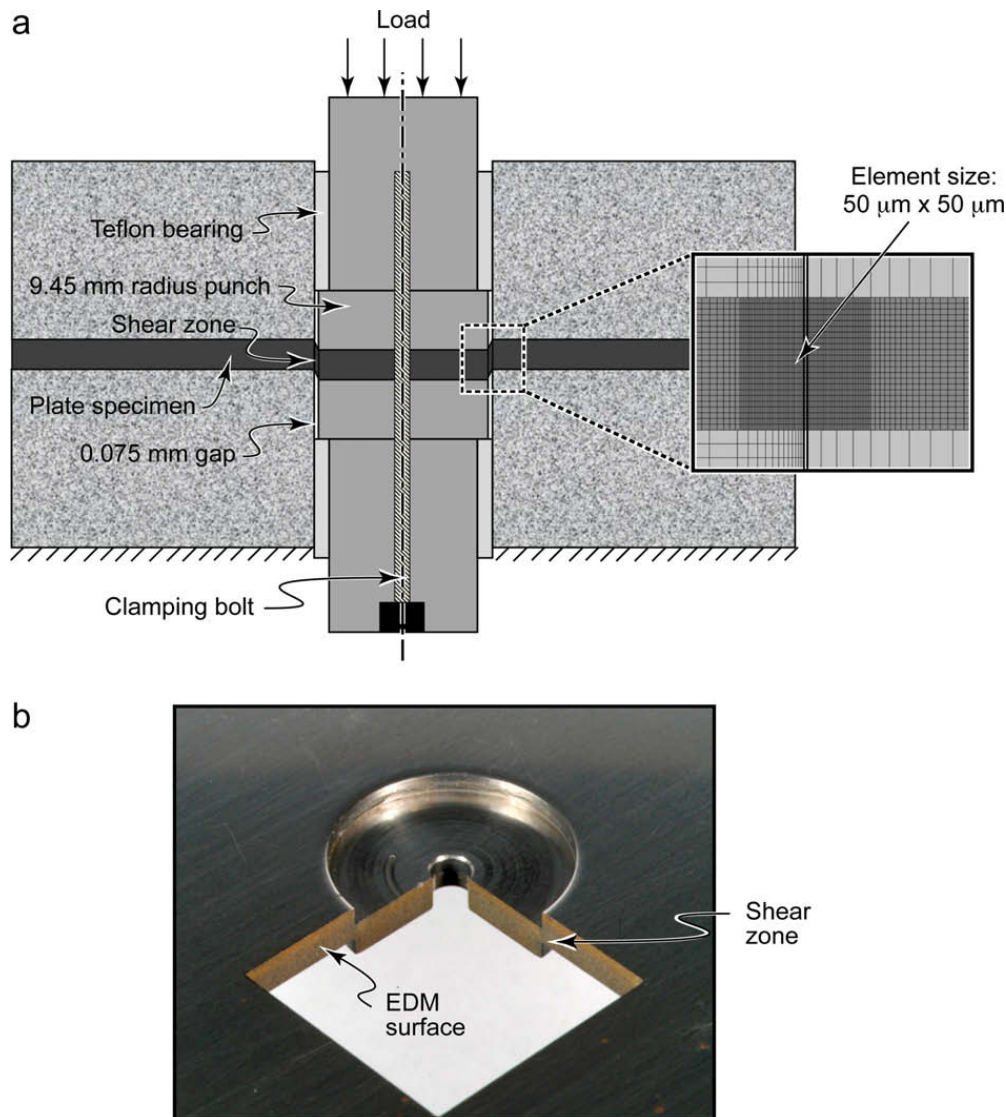 a
Load
Element size:
50 μm x 50 μm
Teflon bearing
9.45 mm radius punch
Shear zone
Plate specimen
0.075 mm gap
Clamping bolt
b
Shear
zone
EDM
surface